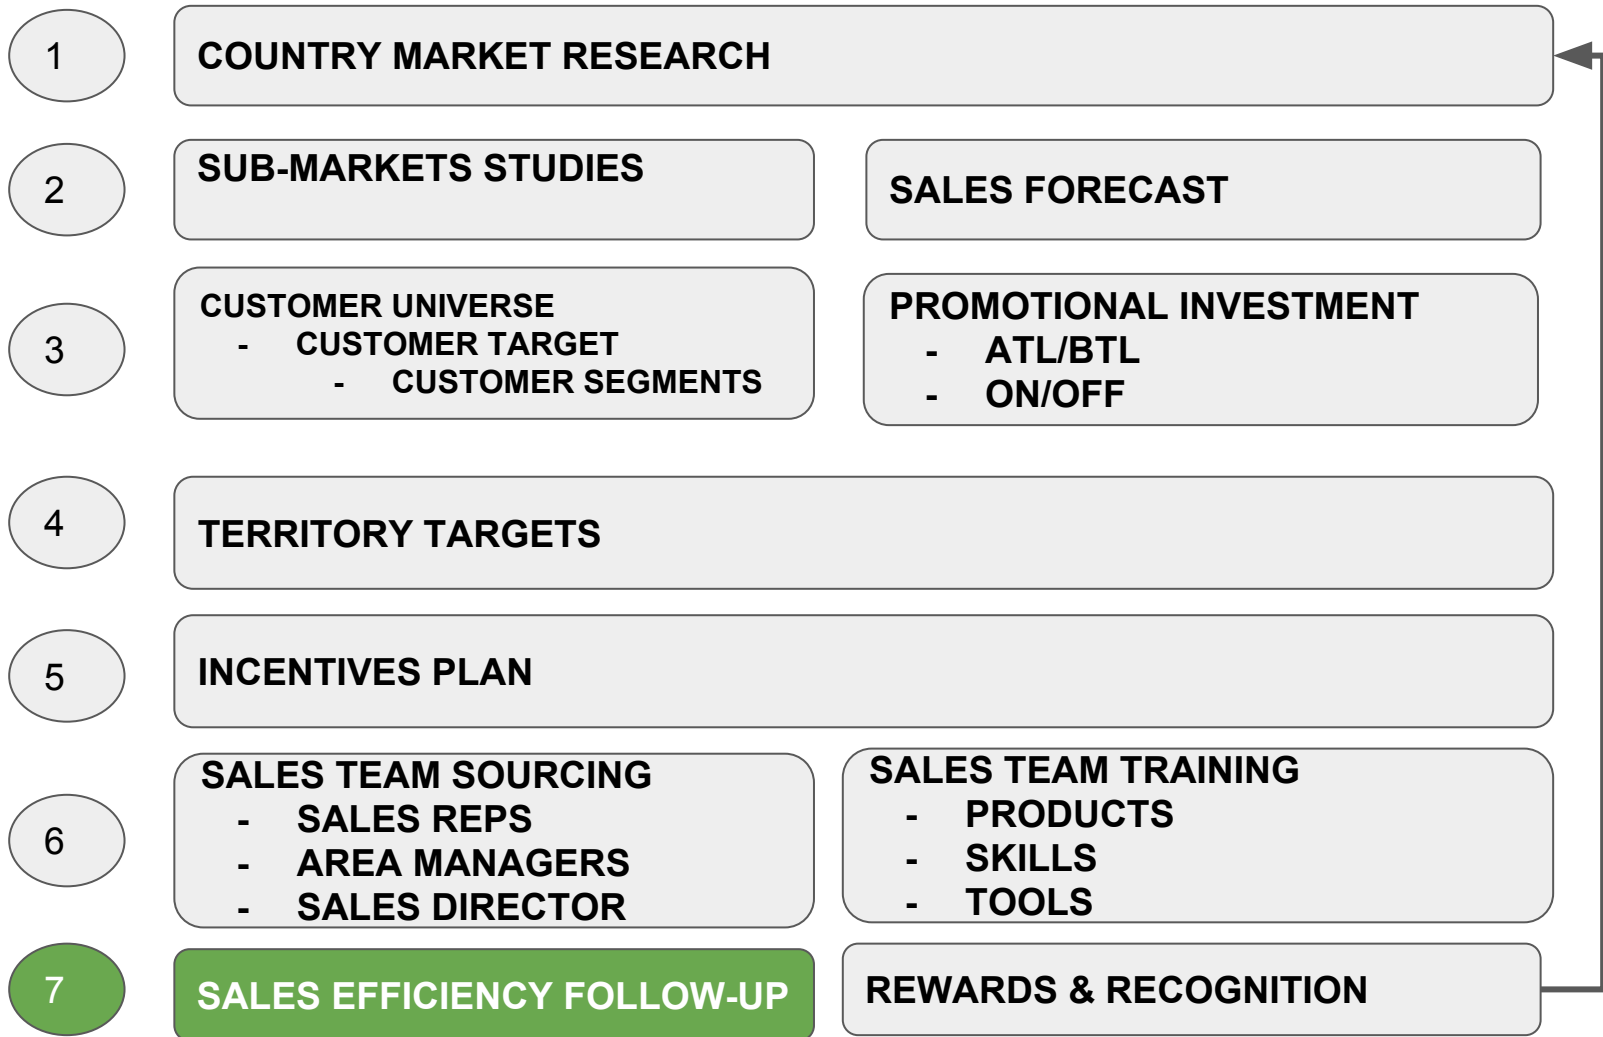 1
COUNTRY MARKET RESEARCH
2
SUB-MARKETS STUDIES
SALES FORECAST
3
CUSTOMER UNIVERSE
- CUSTOMER TARGET
- CUSTOMER SEGMENTS
PROMOTIONAL INVESTMENT
- ATL/BTL
- ON/OFF
4
TERRITORY TARGETS
5
INCENTIVES PLAN
6
SALES TEAM SOURCING
- SALES REPS
- AREA MANAGERS
- SALES DIRECTOR
SALES TEAM TRAINING
- PRODUCTS
- SKILLS
- TOOLS
7
SALES EFFICIENCY FOLLOW-UP
REWARDS & RECOGNITION